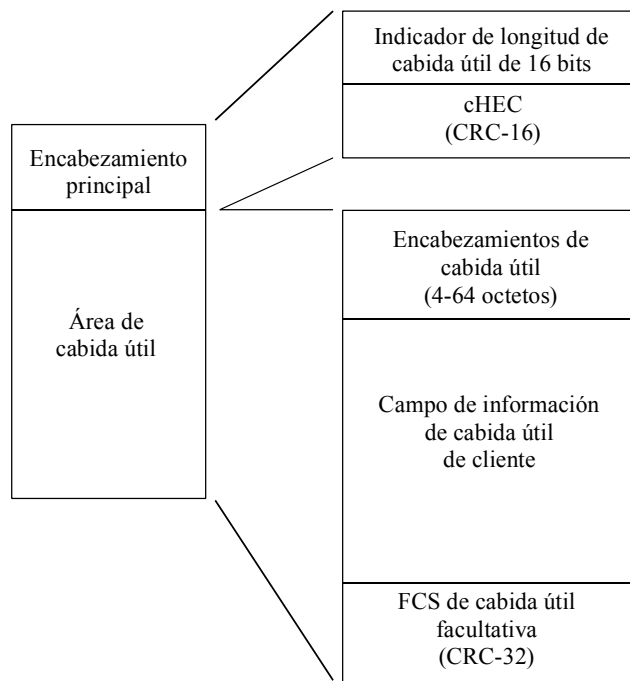 Encabezamiento
principal
Área de
cabida útil
Indicador de longitud de
cabida útil de 16 bits
cHEC
(CRC-16)
Encabezamientos de
cabida útil
(4-64 octetos)
Campo de información
de cabida útil
de cliente
FCS de cabida útil
facultativa
(CRC-32)